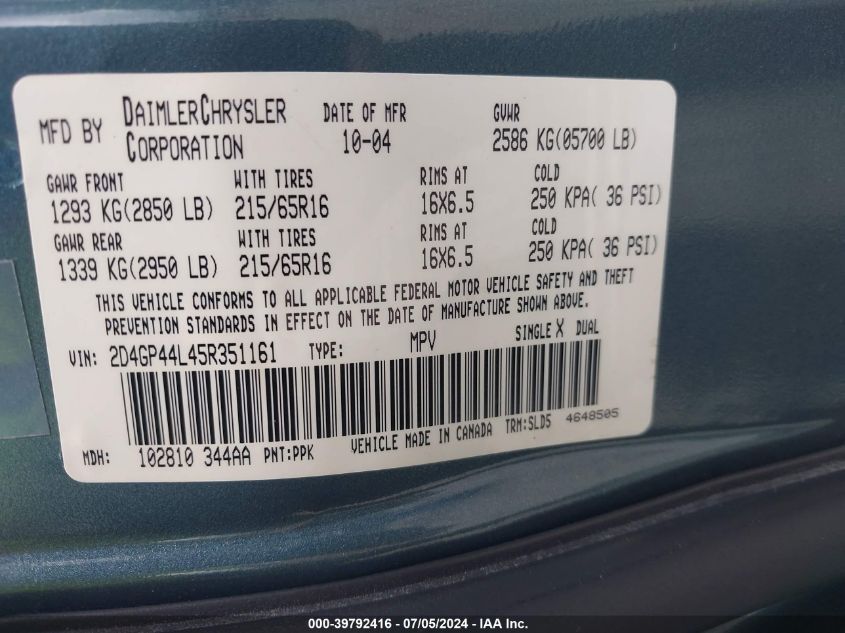 MFD BY DAIMLERCHRYSLER CORPORATION DATE OF MFR 10-04 GVWR 2586 KG(05700 LB)
GAWR FRONT WITH TIRES RIMS AT COLD
1293 KG(2850 LB) 215/65R16 16X6.5 250 KPA( 36 PSI)
GAWR REAR WITH TIRES RIMS AT COLD
1339 KG(2950 LB) 215/65R16 16X6.5 250 KPA( 36 PSI)
THIS VEHICLE CONFORMS TO ALL APPLICABLE FEDERAL MOTOR VEHICLE SAFETY AND THEFT
PREVENTION STANDARDS IN EFFECT ON THE DATE OF MANUFACTURE SHOWN ABOVE.
VIN: 2D4GP44L45R351161 TYPE: MPV SINGLE X DUAL
MDH: 102810 344AA PNT:PPK VEHICLE MADE IN CANADA TRM:SLD5 4648505
000-39792416 - 07/05/2024 - IAA Inc.